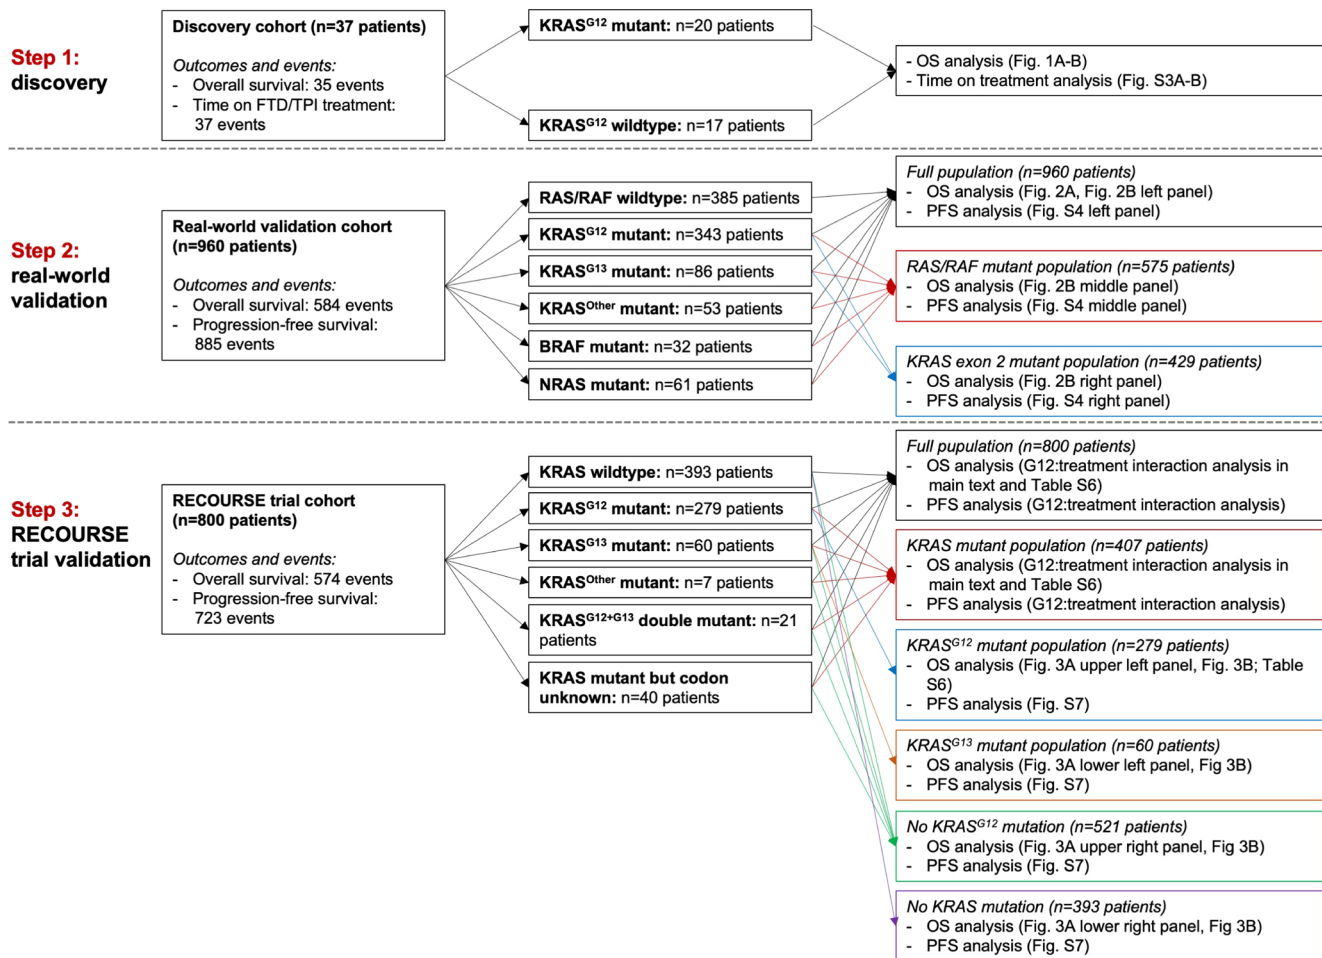 Step 1:
discovery
Discovery cohort (n=37 patients)
Outcomes and events:
- Overall survival: 35 events
- Time on FTD/TPI treatment:
37 events
KRASG12 mutant: n=20 patients
KRASG12 wildtype: n=17 patients
- OS analysis (Fig. 1A-B)
- Time on treatment analysis (Fig. S3A-B)
Step 2:
real-world
validation
Real-world validation cohort
(n=960 patients)
Outcomes and events:
- Overall survival: 584 events
- Progression-free survival:
885 events
RAS/RAF wildtype: n=385 patients
KRASG12 mutant: n=343 patients
KRASG13 mutant: n=86 patients
KRASOther mutant: n=53 patients
BRAF mutant: n=32 patients
NRAS mutant: n=61 patients
Full pupulation (n=960 patients)
- OS analysis (Fig. 2A, Fig. 2B left panel)
- PFS analysis (Fig. S4 left panel)
RAS/RAF mutant population (n=575 patients)
- OS analysis (Fig. 2B middle panel)
- PFS analysis (Fig. S4 middle panel)
KRAS exon 2 mutant population (n=429 patients)
- OS analysis (Fig. 2B right panel)
- PFS analysis (Fig. S4 right panel)
Step 3:
RECOURSE
trial validation
RECOURSE trial cohort
(n=800 patients)
Outcomes and events:
- Overall survival: 574 events
- Progression-free survival:
723 events
KRAS wildtype: n=393 patients
KRASG12 mutant: n=279 patients
KRASG13 mutant: n=60 patients
KRASOther mutant: n=7 patients
KRASG12+G13 double mutant: n=21
patients
KRAS mutant but codon
unknown: n=40 patients
Full pupulation (n=800 patients)
- OS analysis (G12:treatment interaction analysis in
main text and Table S6)
- PFS analysis (G12:treatment interaction analysis)
KRAS mutant population (n=407 patients)
- OS analysis (G12:treatment interaction analysis in
main text and Table S6)
- PFS analysis (G12:treatment interaction analysis)
KRASG12 mutant population (n=279 patients)
- OS analysis (Fig. 3A upper left panel, Fig. 3B; Table
S6)
- PFS analysis (Fig. S7)
KRASG13 mutant population (n=60 patients)
- OS analysis (Fig. 3A lower left panel, Fig 3B)
- PFS analysis (Fig. S7)
No KRASG12 mutation (n=521 patients)
- OS analysis (Fig. 3A upper right panel, Fig 3B)
- PFS analysis (Fig. S7)
No KRAS mutation (n=393 patients)
- OS analysis (Fig. 3A lower right panel, Fig 3B)
- PFS analysis (Fig. S7)